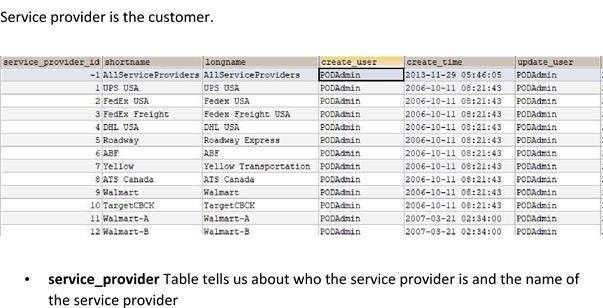 Service provider is the customer.
service_provider_id shortname longname create_user create_time update_user
-1 AllServiceProviders AllServiceProviders PODAdmin 2013-11-29 05:46:05 PODAdmin
1 UPS USA UPS USA PODAdmin 2006-10-11 08:21:43 PODAdmin
2 FedEx USA Fedex USA PODAdmin 2006-10-11 08:21:43 PODAdmin
3 FedEx Freight Fedex Freight USA PODAdmin 2006-10-11 08:21:43 PODAdmin
4 DHL USA DHL USA PODAdmin 2006-10-11 08:21:43 PODAdmin
5 Roadway Roadway Express PODAdmin 2006-10-11 08:21:43 PODAdmin
6 ABF ABF PODAdmin 2006-10-11 08:21:43 PODAdmin
7 Yellow Yellow Transportation PODAdmin 2006-10-11 08:21:43 PODAdmin
8 ATS Canada ATS Canada PODAdmin 2006-10-11 08:21:43 PODAdmin
9 Walmart Walmart PODAdmin 2006-10-11 08:21:43 PODAdmin
10 TargetCBCK TargetCBCK PODAdmin 2006-10-11 08:21:43 PODAdmin
11 Walmart-A Walmart-A PODAdmin 2007-03-21 02:34:00 PODAdmin
12 Walmart-B Walmart-B PODAdmin 2007-03-21 02:34:00 PODAdmin
• service_provider Table tells us about who the service provider is and the name of
the service provider